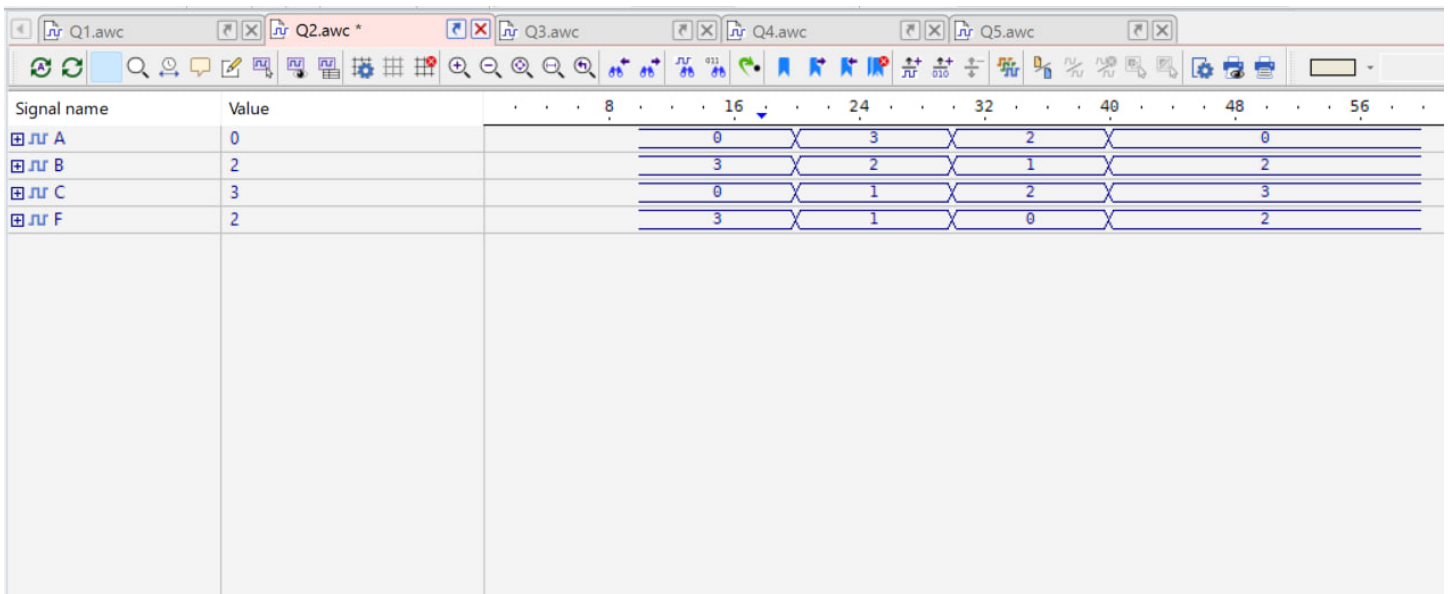 Q1.awc Q2.awc * Q3.awc Q4.awc Q5.awc
Signal name Value 8 16 24 32 40 48 56
A 0 0 3 2 0
B 2 3 2 1 2
C 3 0 1 2 3
F 2 3 1 0 2